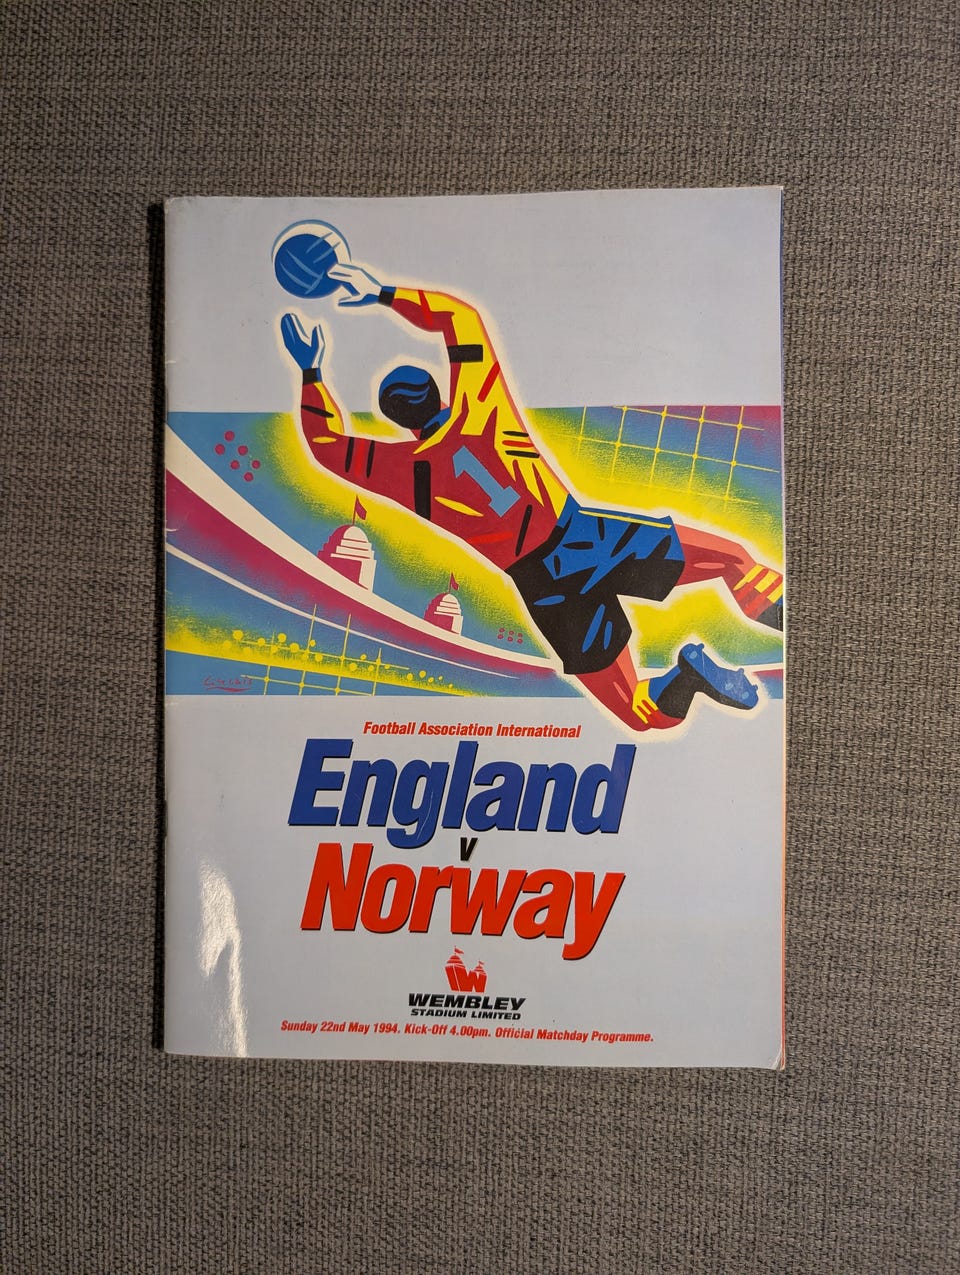 1
Football Association International
England
v
Norway
W
WEMBLEY
STADIUM LIMITED
Sunday 22nd May 1994. Kick-Off 4.00pm. Official Matchday Programme.